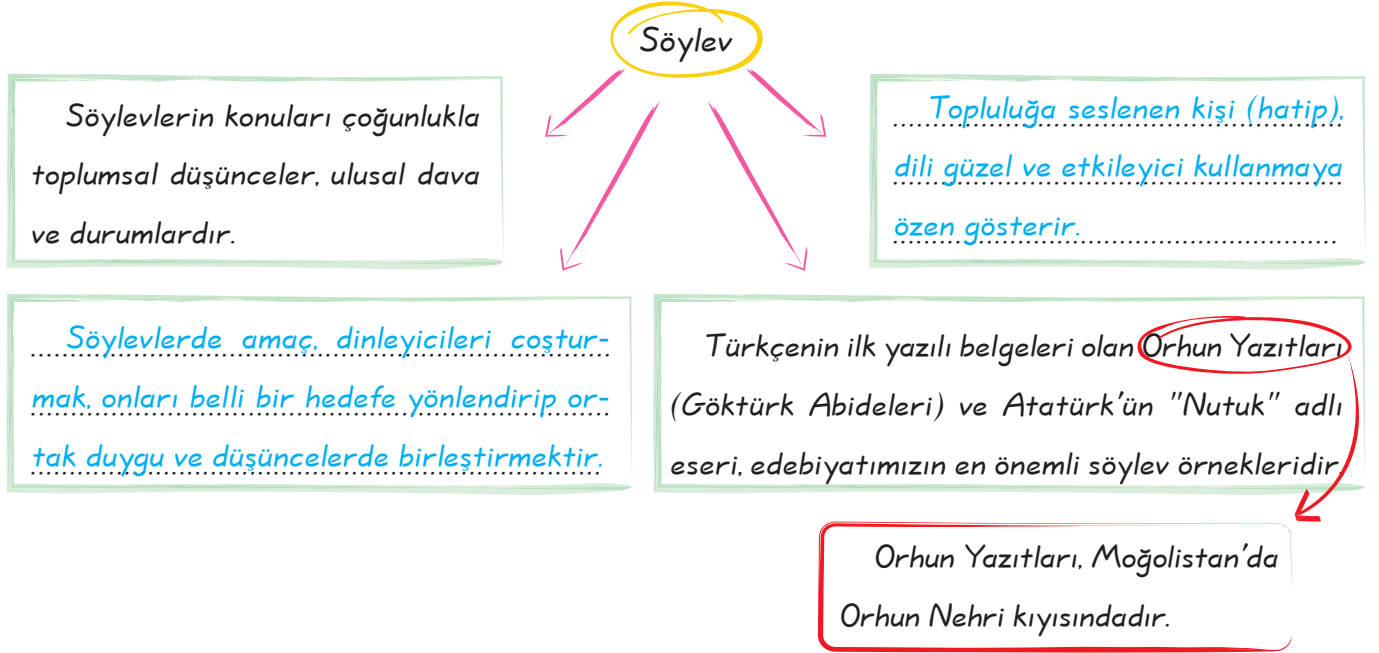 Söylev
Söylevlerin konuları çoğunlukla
toplumsal düşünceler, ulusal dava
ve durumlardır.
Topluluğa seslenen kişi (hatip),
dili güzel ve etkileyici kullanmaya
özen gösterir.
Söylevlerde amaç, dinleyicileri coştur-
mak, onları belli bir hedefe yönlendirip or-
tak duygu ve düşüncelerde birleştirmektir.
Türkçenin ilk yazılı belgeleri olan Orhun Yazıtları
(Göktürk Abideleri) ve Atatürk'ün "Nutuk" adlı
eseri, edebiyatımızın en önemli söylev örnekleridir.
Orhun Yazıtları, Moğolistan'da
Orhun Nehri kıyısındadır.